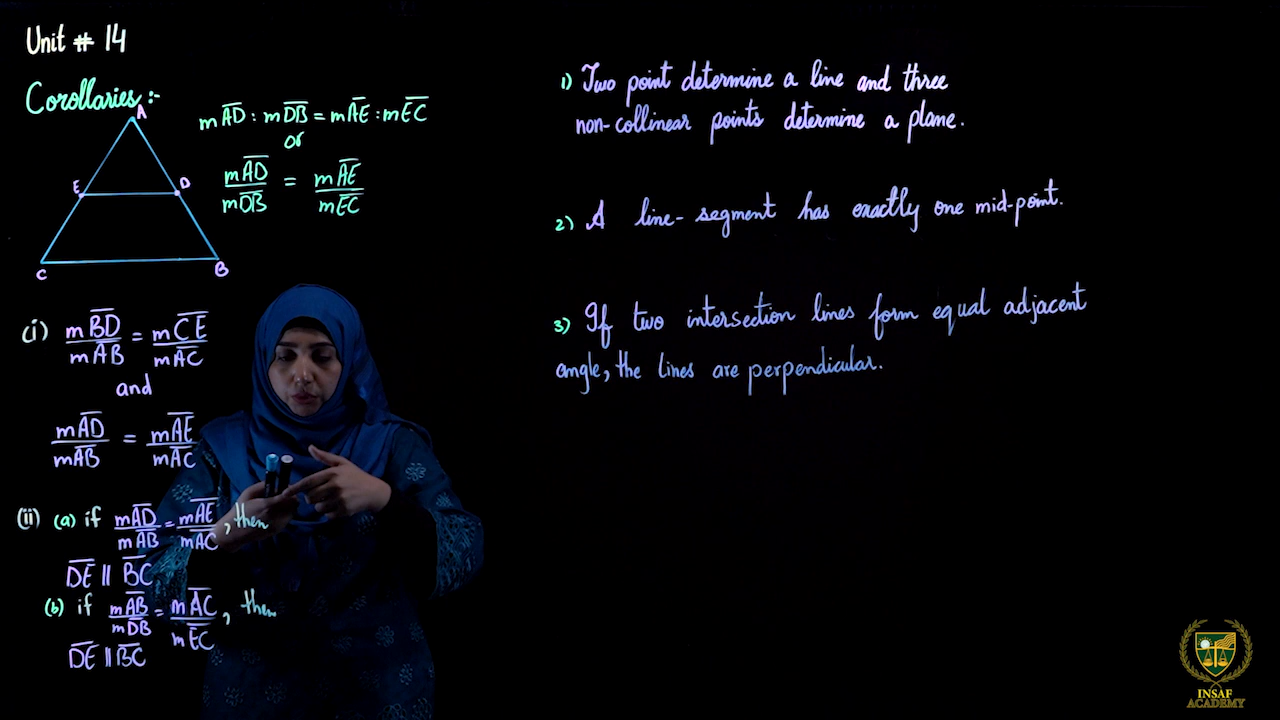 Unit # 14
Corollaries :-
A
E
D
C
B
mAD : mDB = mAE : mEC
or
mAD/mDB = mAE/mEC
(i) mBD/mAB = mCE/mAC
and
mAD/mAB = mAE/mAC
(ii) (a) if mAD/mAB = mAE/mAC, then
DE || BC
(b) if mAB/mDB = mAC/mEC, then
DE || BC
1) Two point determine a line and three
non-collinear points determine a plane.
2) A line-segment has exactly one mid-point.
3) If two intersection lines form equal adjacent
angle, the lines are perpendicular.
INSAF
ACADEMY